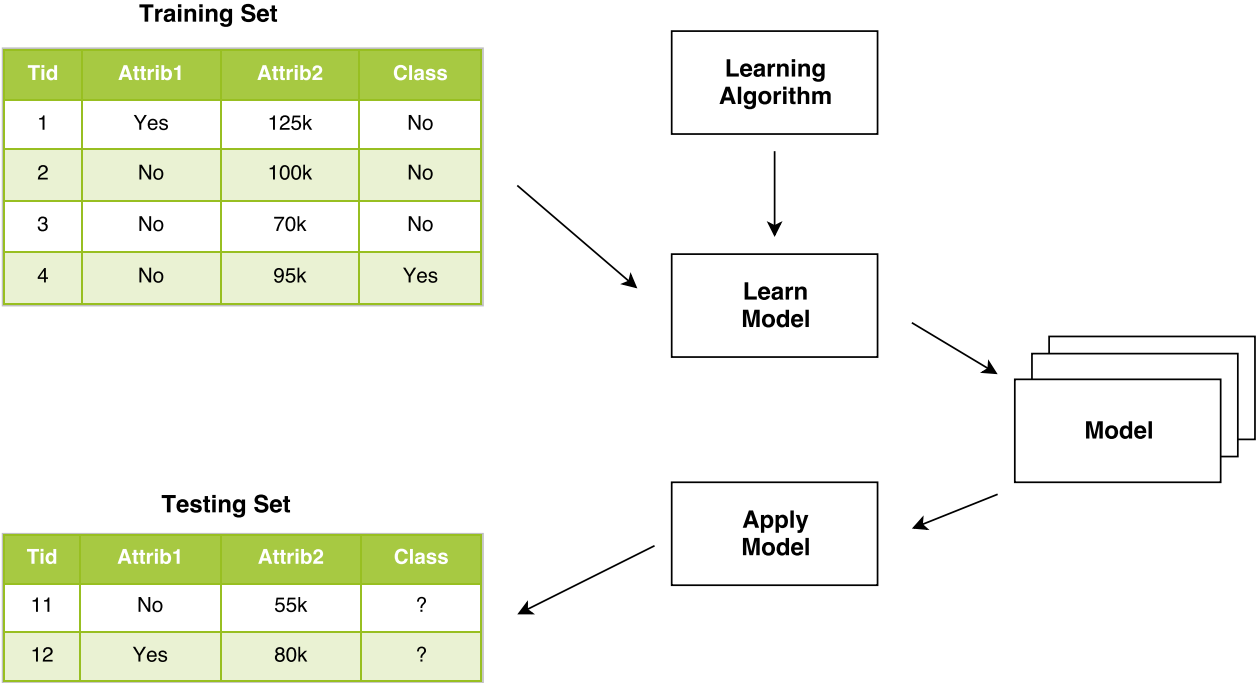 Training Set
Tid Attrib1 Attrib2 Class
1 Yes 125k No
2 No 100k No
3 No 70k No
4 No 95k Yes
Learning
Algorithm
Learn
Model
Model
Apply
Model
Testing Set
Tid Attrib1 Attrib2 Class
11 No 55k ?
12 Yes 80k ?